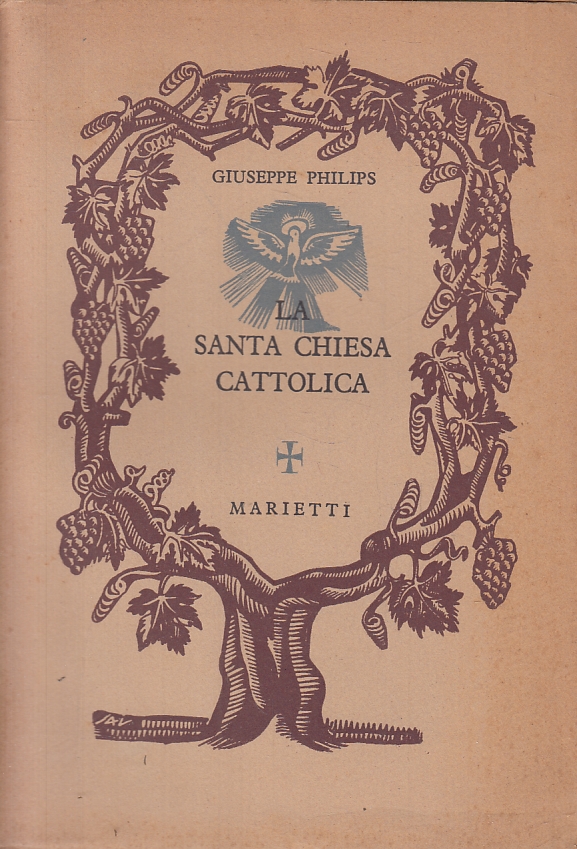 GIUSEPPE PHILIPS
LA
SANTA CHIESA
CATTOLICA
MARIETTI